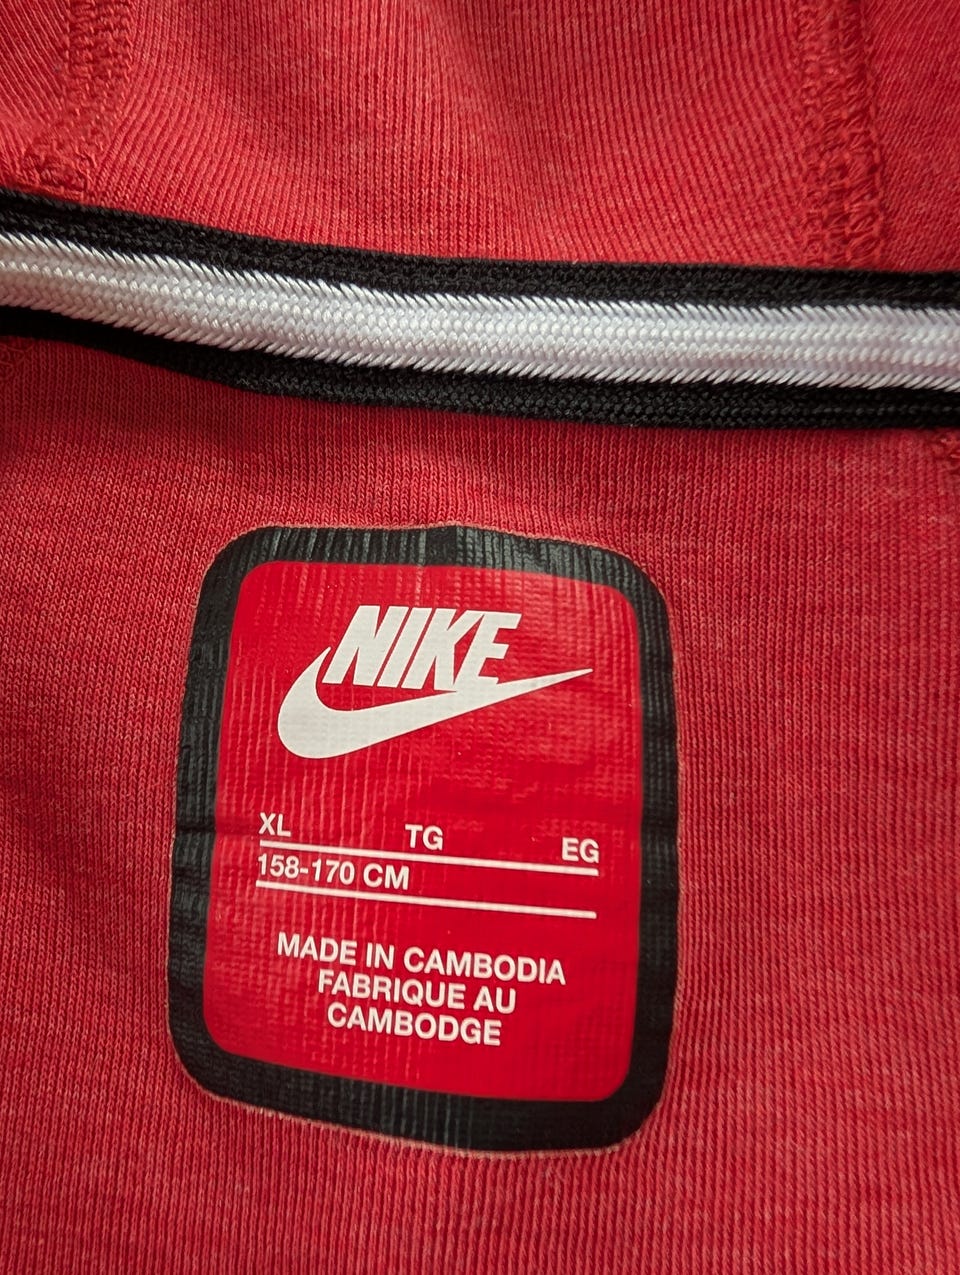 NIKE
XL TG EG
158-170 CM
MADE IN CAMBODIA
FABRIQUE AU
CAMBODGE